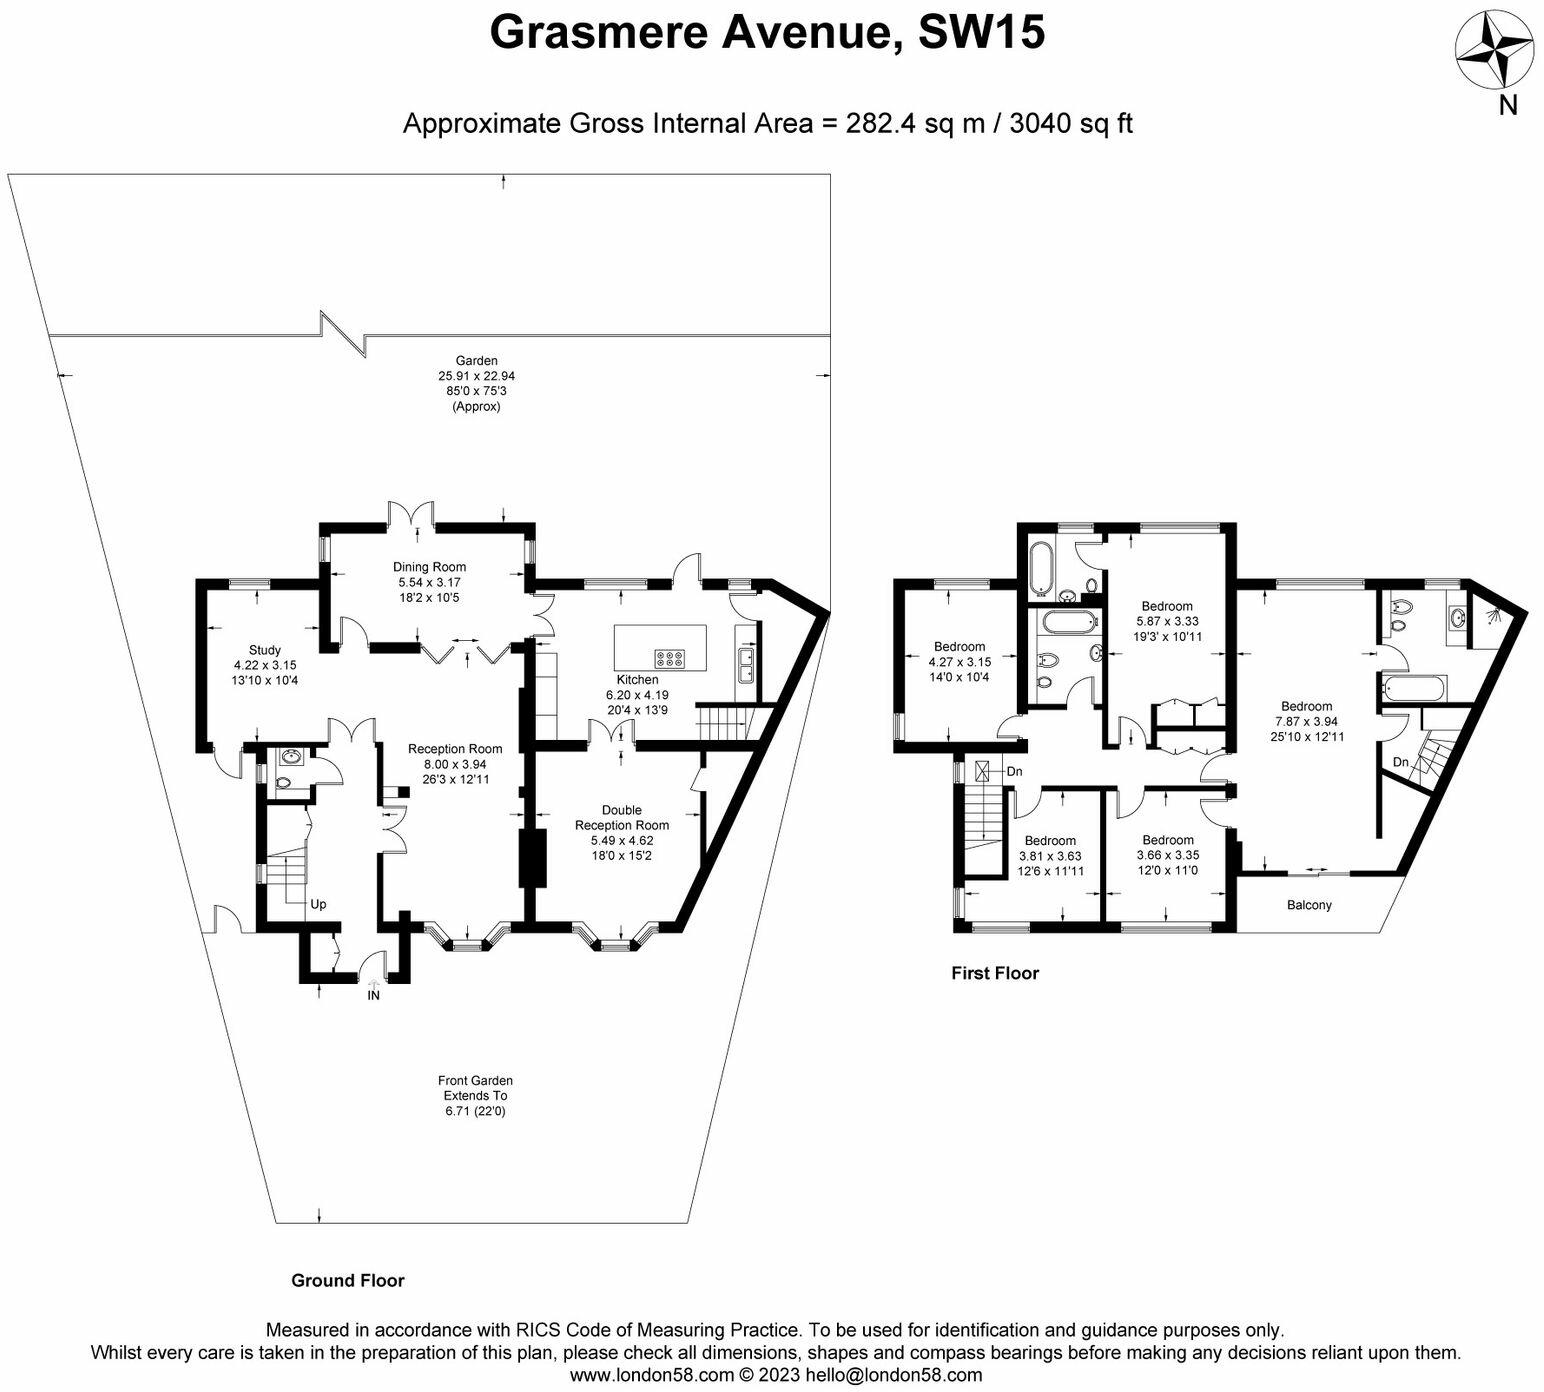 Grasmere Avenue, SW15
N
Approximate Gross Internal Area = 282.4 sq m / 3040 sq ft
Garden
25.91 x 22.94
85'0 x 75'3
(Approx)
Dining Room
5.54 x 3.17
18'2 x 10'5
Study
4.22 x 3.15
13'10 x 10'4
Kitchen
6.20 x 4.19
20'4 x 13'9
Reception Room
8.00 x 3.94
26'3 x 12'11
Double
Reception Room
5.49 x 4.62
18'0 x 15'2
Up
IN
Front Garden
Extends To
6.71 (22'0)
Ground Floor
Bedroom
5.87 x 3.33
19'3' x 10'11
Bedroom
4.27 x 3.15
14'0 x 10'4
Bedroom
7.87 x 3.94
25'10 x 12'11
Dn
Dn
Bedroom
3.81 x 3.63
12'6 x 11'11
Bedroom
3.66 x 3.35
12'0 x 11'0
Balcony
First Floor
Measured in accordance with RICS Code of Measuring Practice. To be used for identification and guidance purposes only.
Whilst every care is taken in the preparation of this plan, please check all dimensions, shapes and compass bearings before making any decisions reliant upon them.
www.london58.com © 2023 hello@london58.com